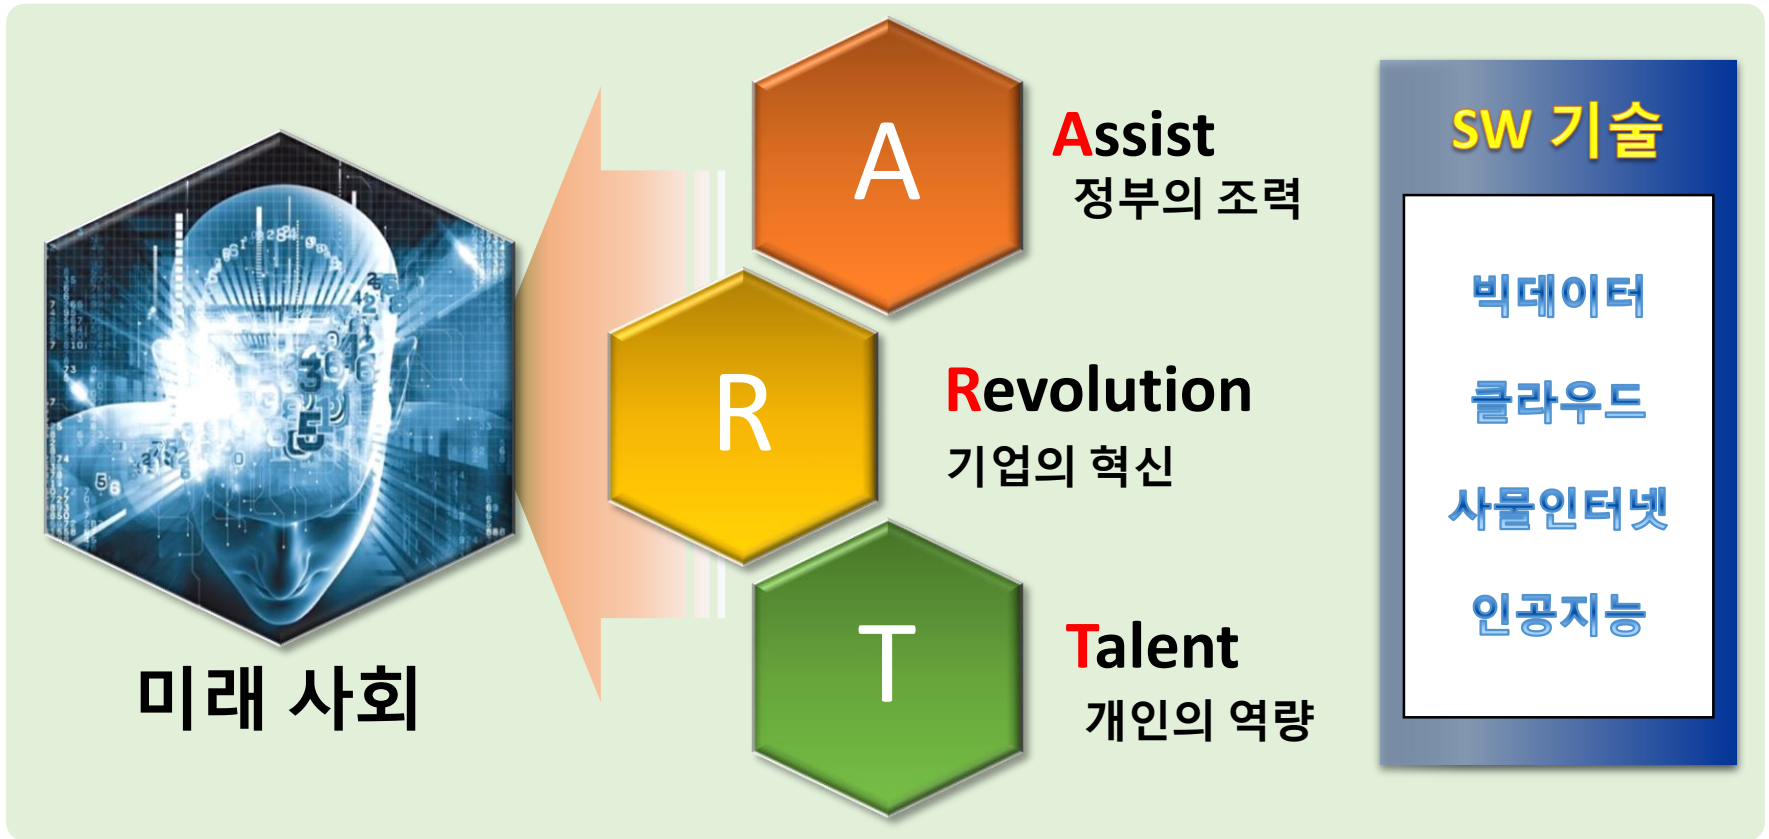 미래 사회
A
Assist
정부의 조력
R
Revolution
기업의 혁신
T
Talent
개인의 역량
SW 기술
빅데이터
클라우드
사물인터넷
인공지능